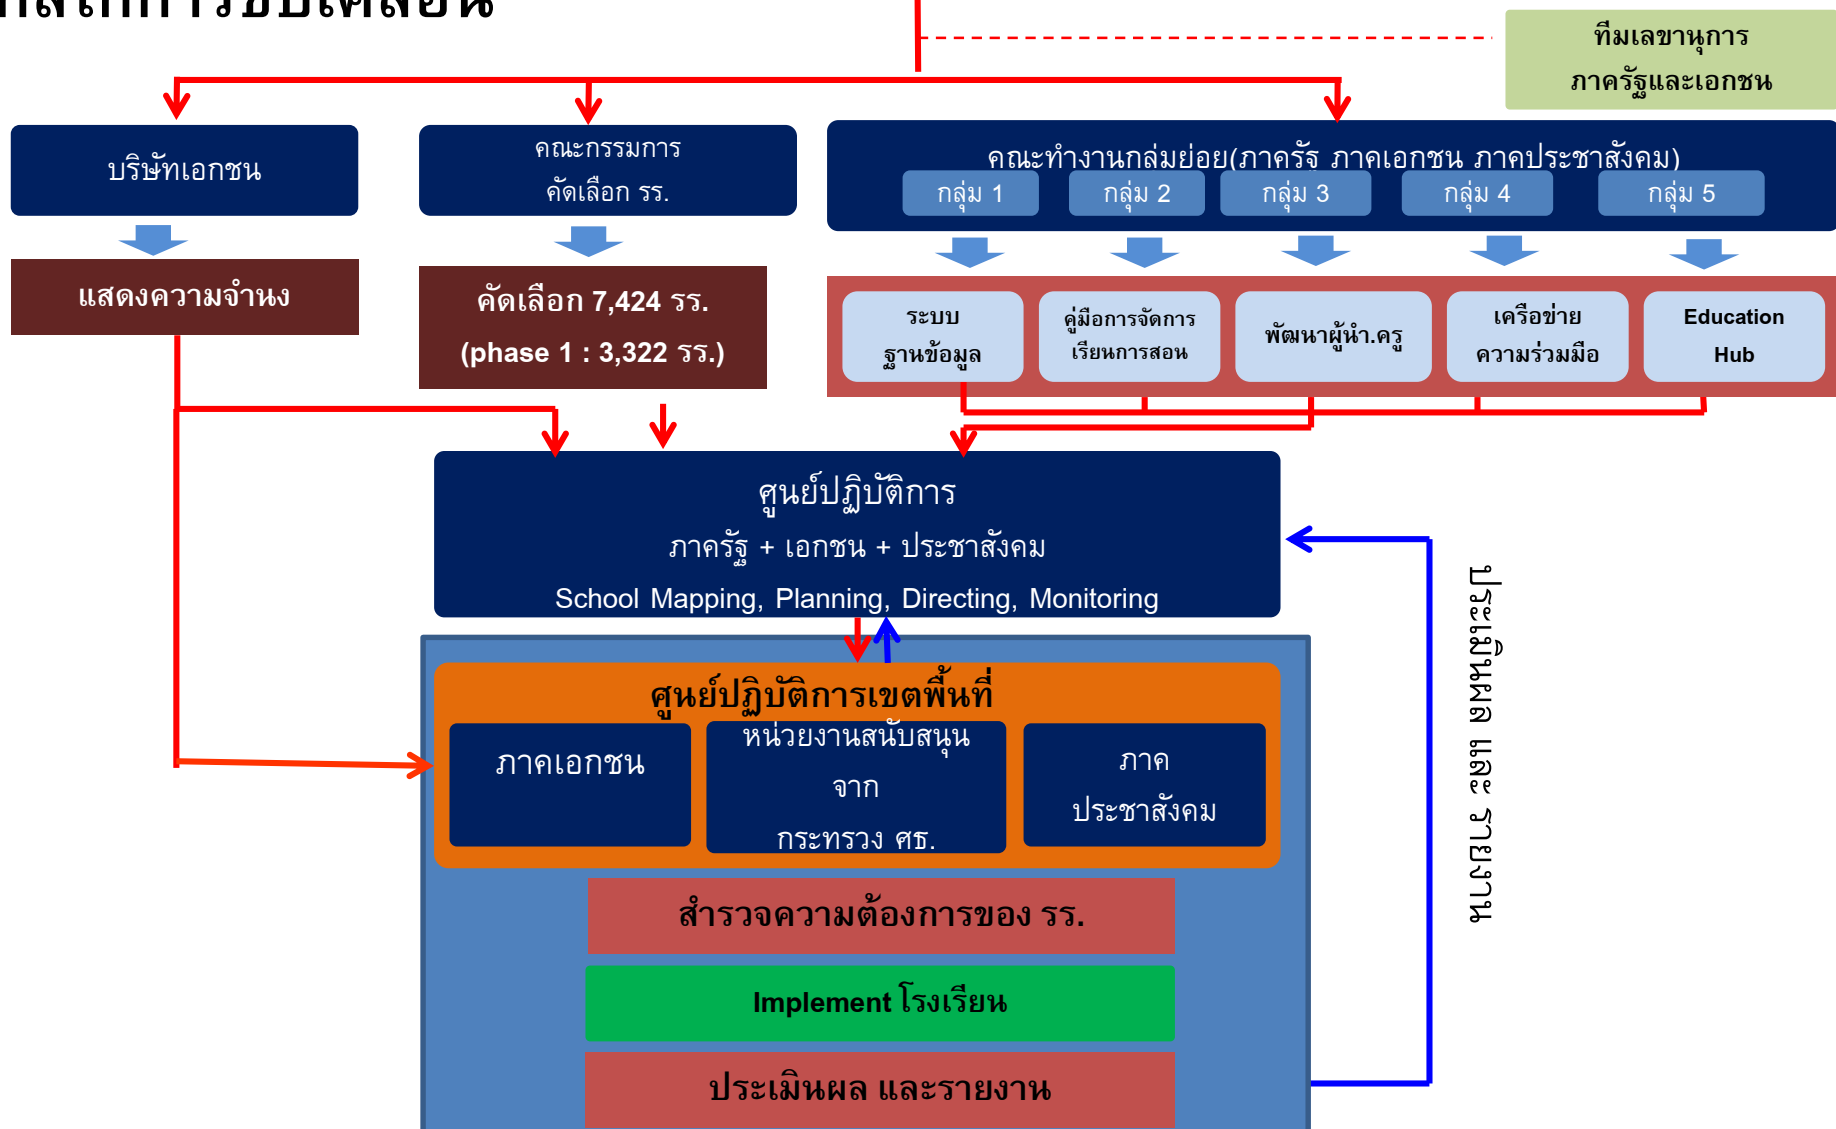 กลไกการขับเคลื่อน
ทีมเลขานุการ
ภาครัฐและเอกชน
บริษัทเอกชน
คณะกรรมการ
คัดเลือก รร.
คณะทำงานกลุ่มย่อย(ภาครัฐ ภาคเอกชน ภาคประชาสังคม)
กลุ่ม 1
กลุ่ม 2
กลุ่ม 3
กลุ่ม 4
กลุ่ม 5
แสดงความจำนง
คัดเลือก 7,424 รร.
(phase 1 : 3,322 รร.)
ระบบ
ฐานข้อมูล
คู่มือการจัดการ
เรียนการสอน
พัฒนาผู้นำ.ครู
เครือข่าย
ความร่วมมือ
Education
Hub
ศูนย์ปฏิบัติการ
ภาครัฐ + เอกชน + ประชาสังคม
School Mapping, Planning, Directing, Monitoring
ประเมินผล และ รายงาน
ศูนย์ปฏิบัติการเขตพื้นที่
ภาคเอกชน
หน่วยงานสนับสนุน
จาก
กระทรวง ศธ.
ภาค
ประชาสังคม
สำรวจความต้องการของ รร.
Implement โรงเรียน
ประเมินผล และรายงาน